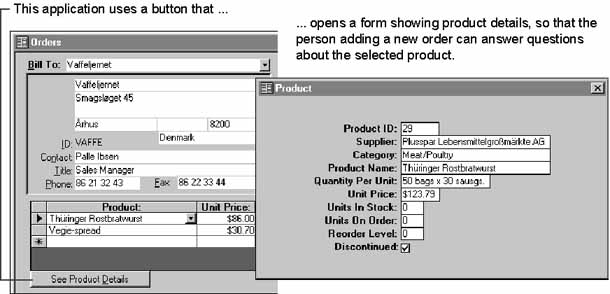 This application uses a button that ...
... opens a form showing product details, so that the
person adding a new order can answer questions
about the selected product.
Orders
Bill To: Vaffeljernet
Vaffeljernet
Smagsløget 45
Århus 8200
ID: VAFFE Denmark
Contact: Palle Ibsen
Title: Sales Manager
Phone: 86 21 32 43 Fax: 86 22 33 44
Product: Unit Price:
Thüringer Rostbratwurst $86.00
Vegie-spread $30.70
See Product Details
Product
Product ID: 29
Supplier: Plusspar Lebensmittelgroßmärkte AG
Category: Meat/Poultry
Product Name: Thüringer Rostbratwurst
Quantity Per Unit: 50 bags x 30 sausgs.
Unit Price: $123.79
Units In Stock: 0
Units On Order: 0
Reorder Level: 0
Discontinued: